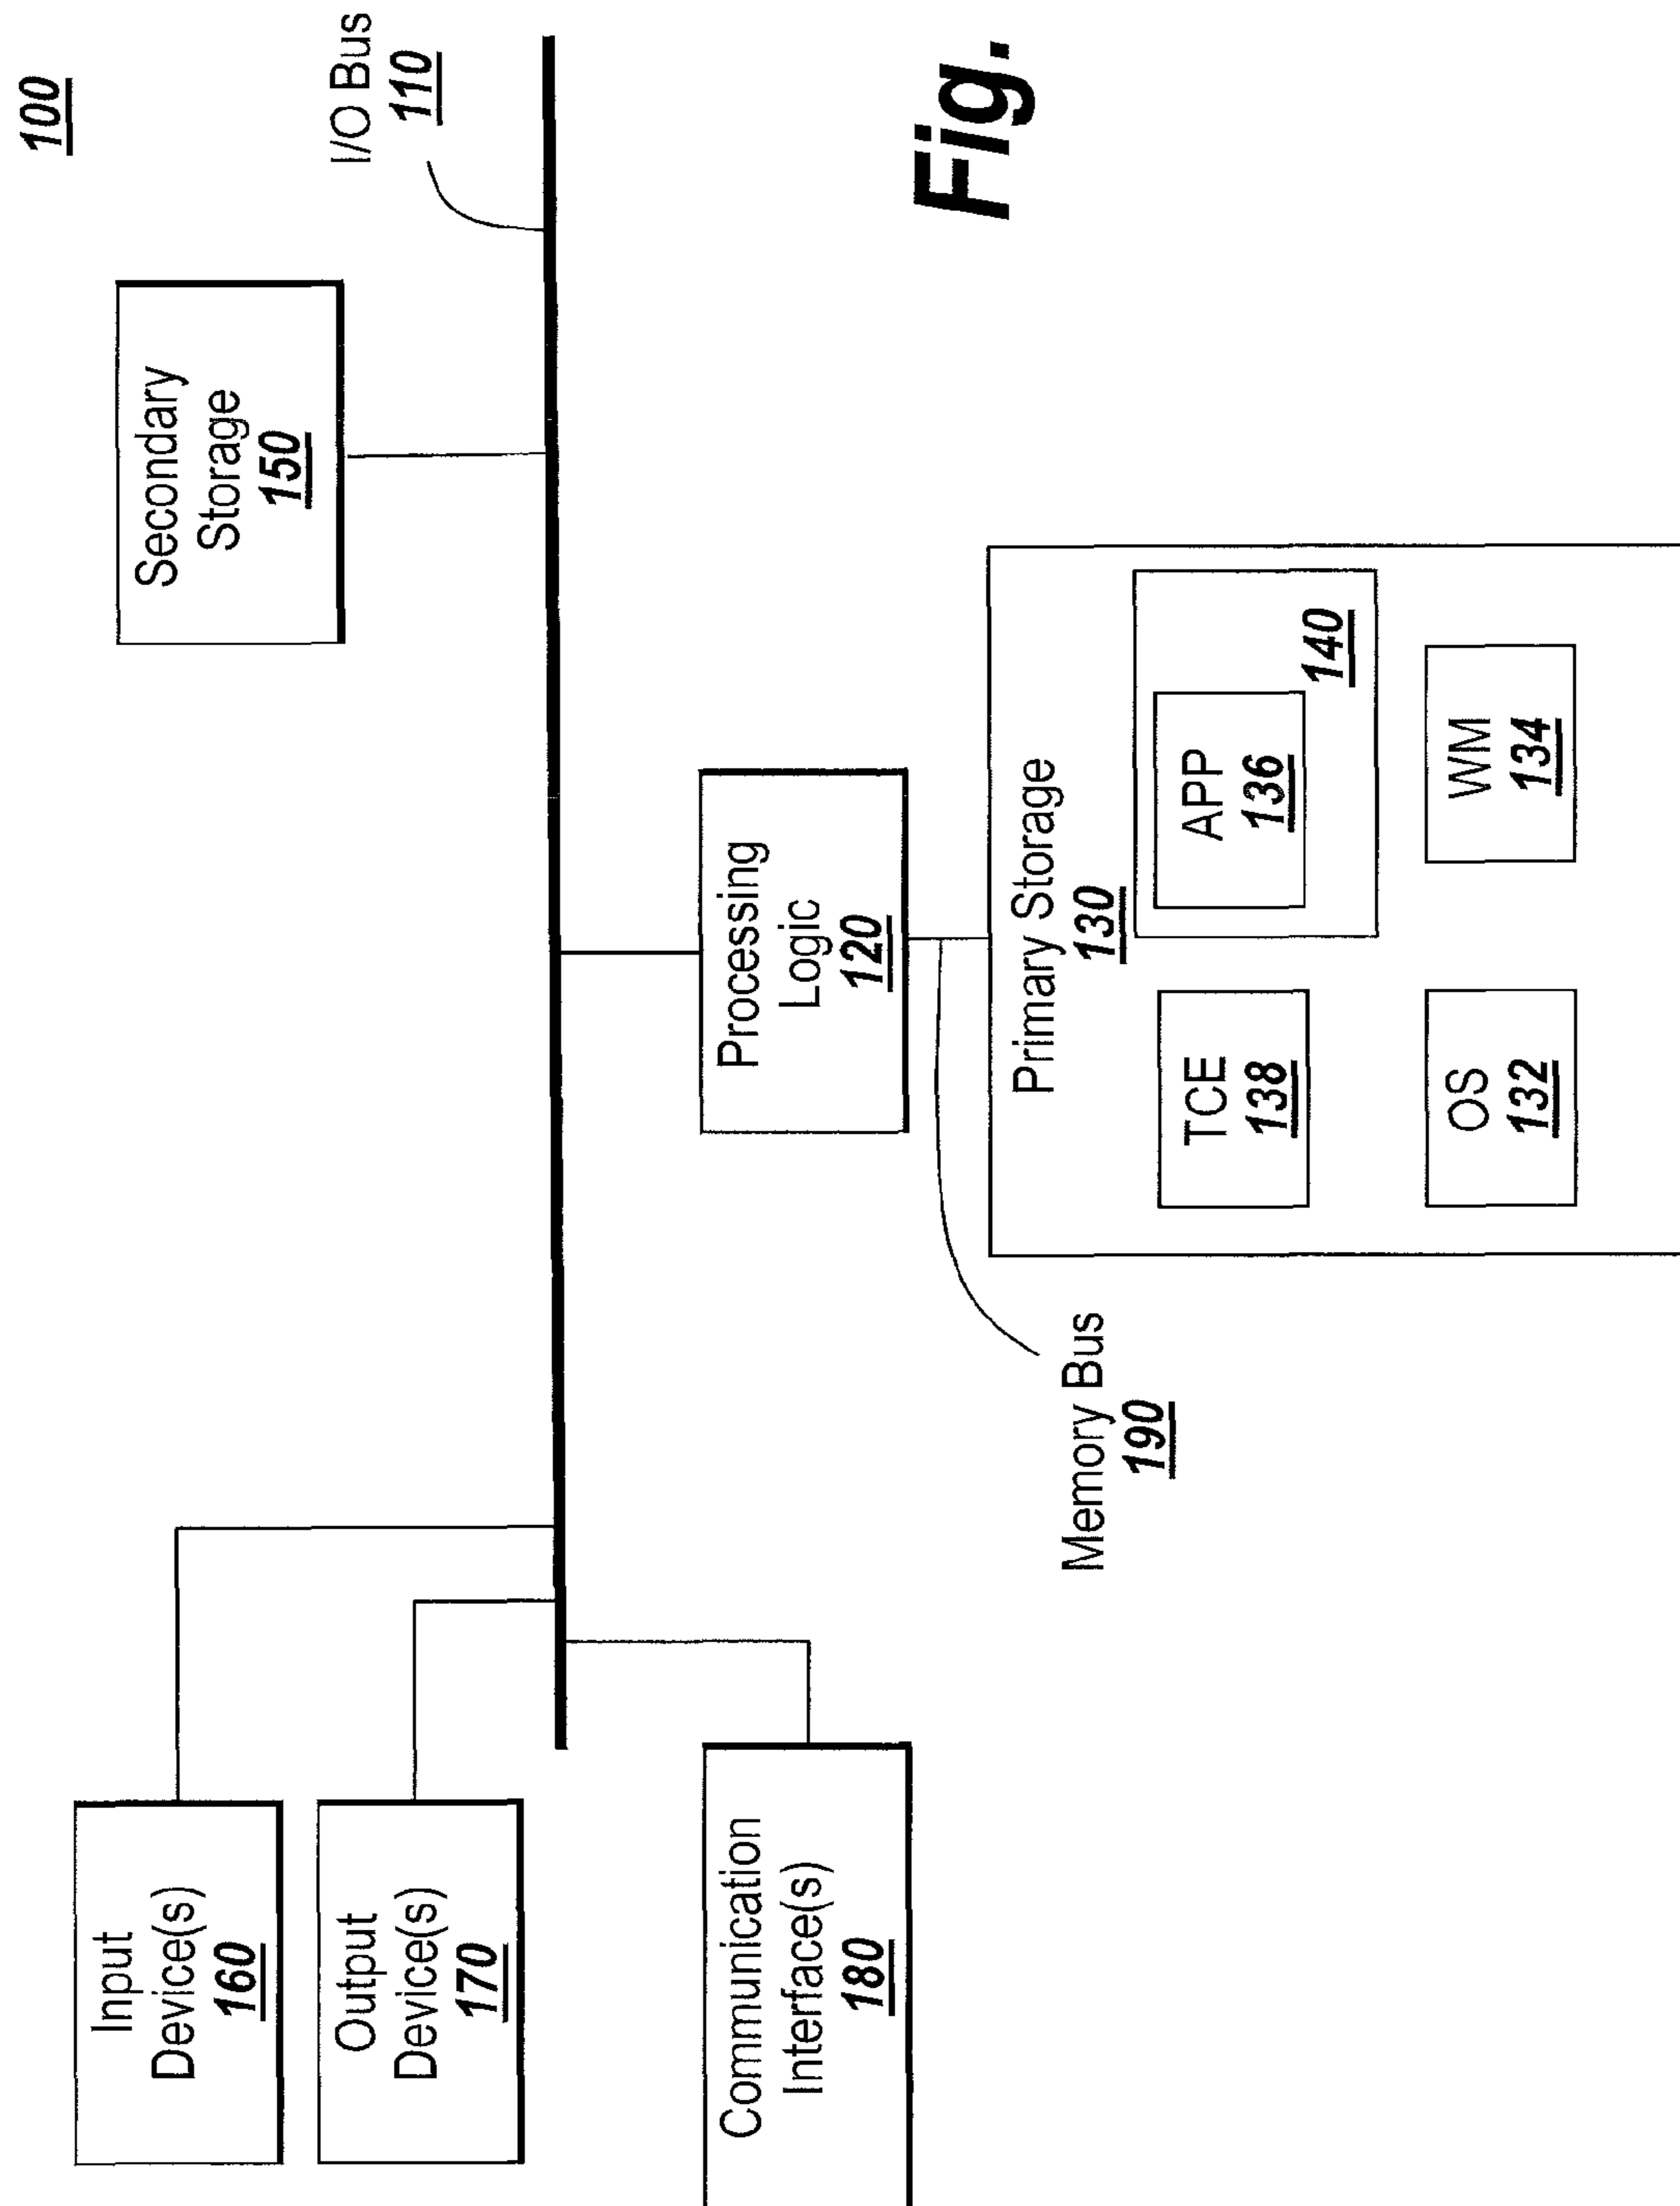 100
Input
Device(s)
160
Output
Device(s)
170
Secondary
Storage
150
I/O Bus
110
Communication
Interface(s)
180
Processing
Logic
120
Memory Bus
190
Primary Storage
130
TCE
138
APP
136
140
OS
132
WM
134
Fig.